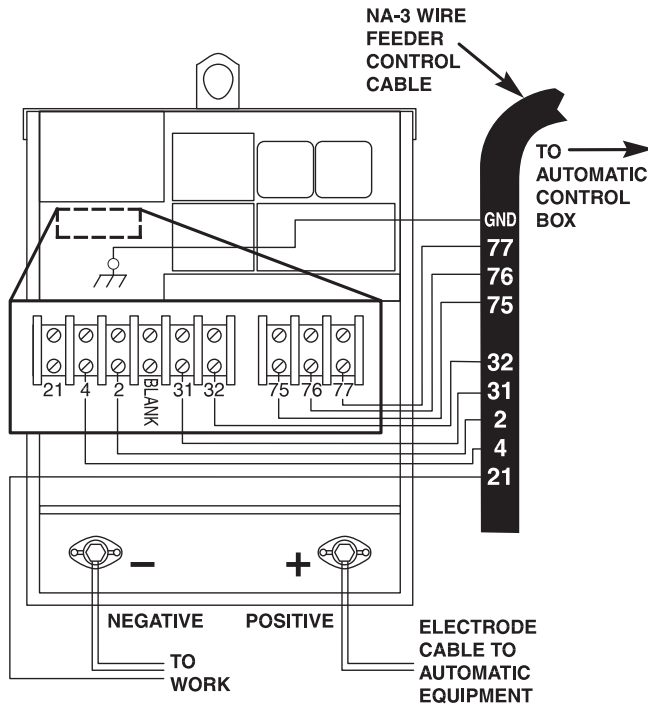 NA-3 WIRE
FEEDER
CONTROL
CABLE
TO
AUTOMATIC
CONTROL
BOX
GND
77
76
75
32
31
2
4
21
21 4 2 BLANK 31 32 75 76 77
– +
NEGATIVE POSITIVE
TO
WORK
ELECTRODE
CABLE TO
AUTOMATIC
EQUIPMENT